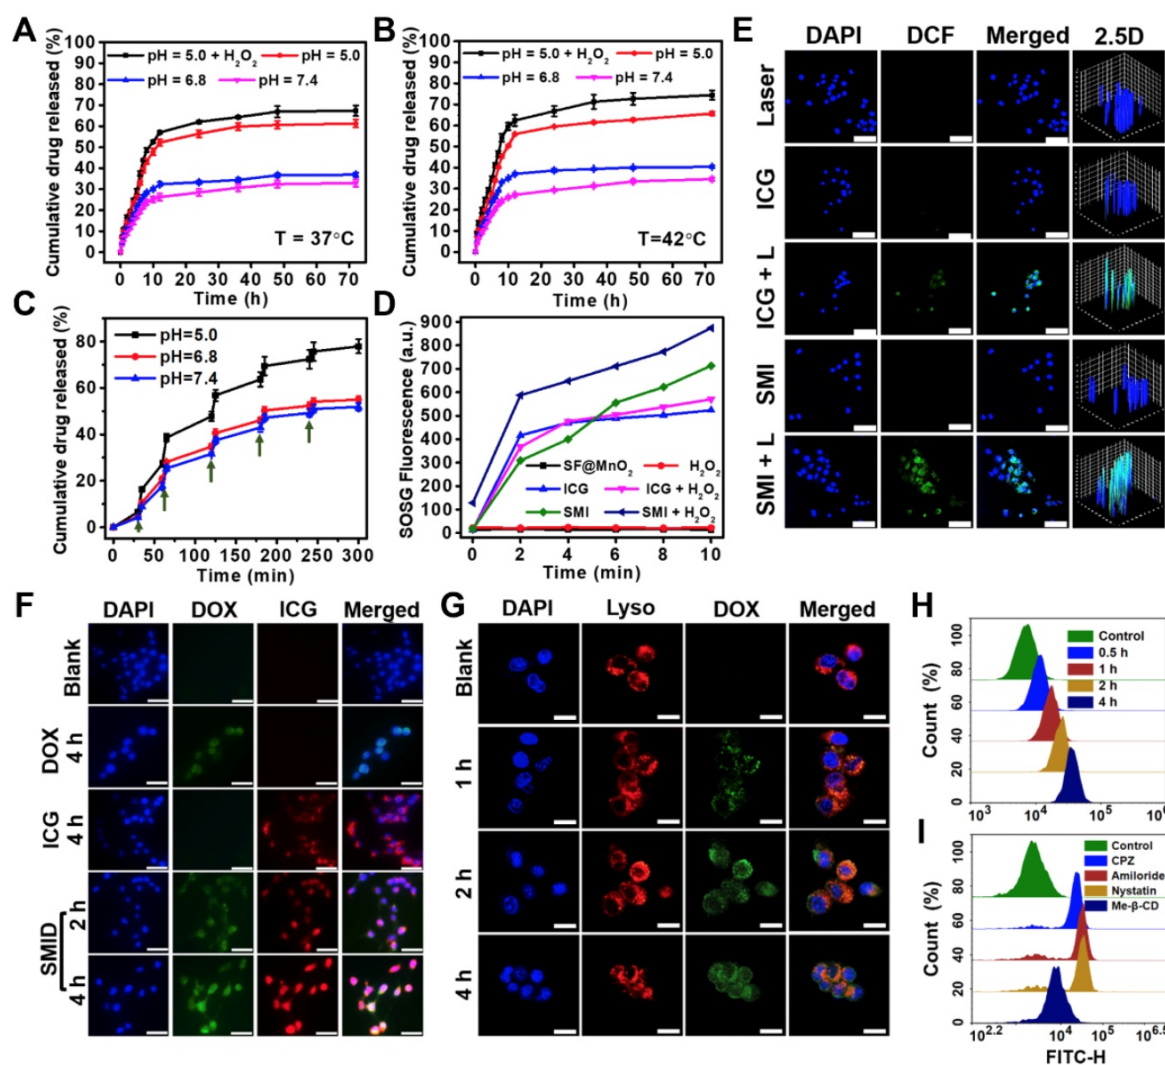 A
Cumulative drug released (%)
100
90
80
70
60
50
40
30
20
10
0
pH = 5.0 + H2O2
pH = 5.0
pH = 6.8
pH = 7.4
T = 37°C
0 10 20 30 40 50 60 70
Time (h)
B
Cumulative drug released (%)
100
90
80
70
60
50
40
30
20
10
0
pH = 5.0 + H2O2
pH = 5.0
pH = 6.8
pH = 7.4
T=42°C
0 10 20 30 40 50 60 70
Time (h)
C
Cumulative drug released (%)
80
60
40
20
0
pH=5.0
pH=6.8
pH=7.4
0 50 100 150 200 250 300
Time (min)
D
SOSG Fluorescence (a.u.)
900
800
700
600
500
400
300
200
100
0
SF@MnO2
H2O2
ICG
ICG + H2O2
SMI
SMI + H2O2
0 2 4 6 8 10
Time (min)
E
DAPI DCF Merged 2.5D
Laser
ICG
ICG + L
SMI
SMI + L
F
DAPI DOX ICG Merged
Blank
DOX
4 h
ICG
4 h
SMID
2 h
4 h
G
DAPI Lyso DOX Merged
Blank
1 h
2 h
4 h
H
Count (%)
100
80
60
40
20
0
Control
0.5 h
1 h
2 h
4 h
10^3 10^4 10^5
I
Count (%)
100
80
60
40
20
0
Control
CPZ
Amiloride
Nystatin
Me-β-CD
10^2.2 10^4 10^5 10^6.5
FITC-H